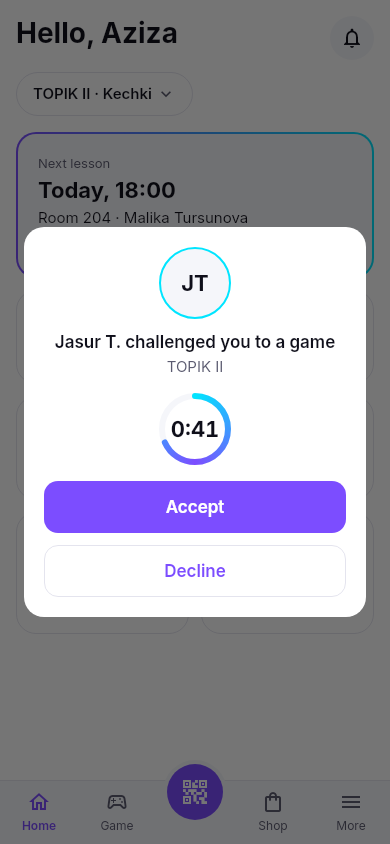 Hello, Aziza
TOPIK II · Kechki
Next lesson
Today, 18:00
Room 204 · Malika Tursunova
JT
Jasur T. challenged you to a game
TOPIK II
0:41
Accept
Decline
Home
Game
Shop
More